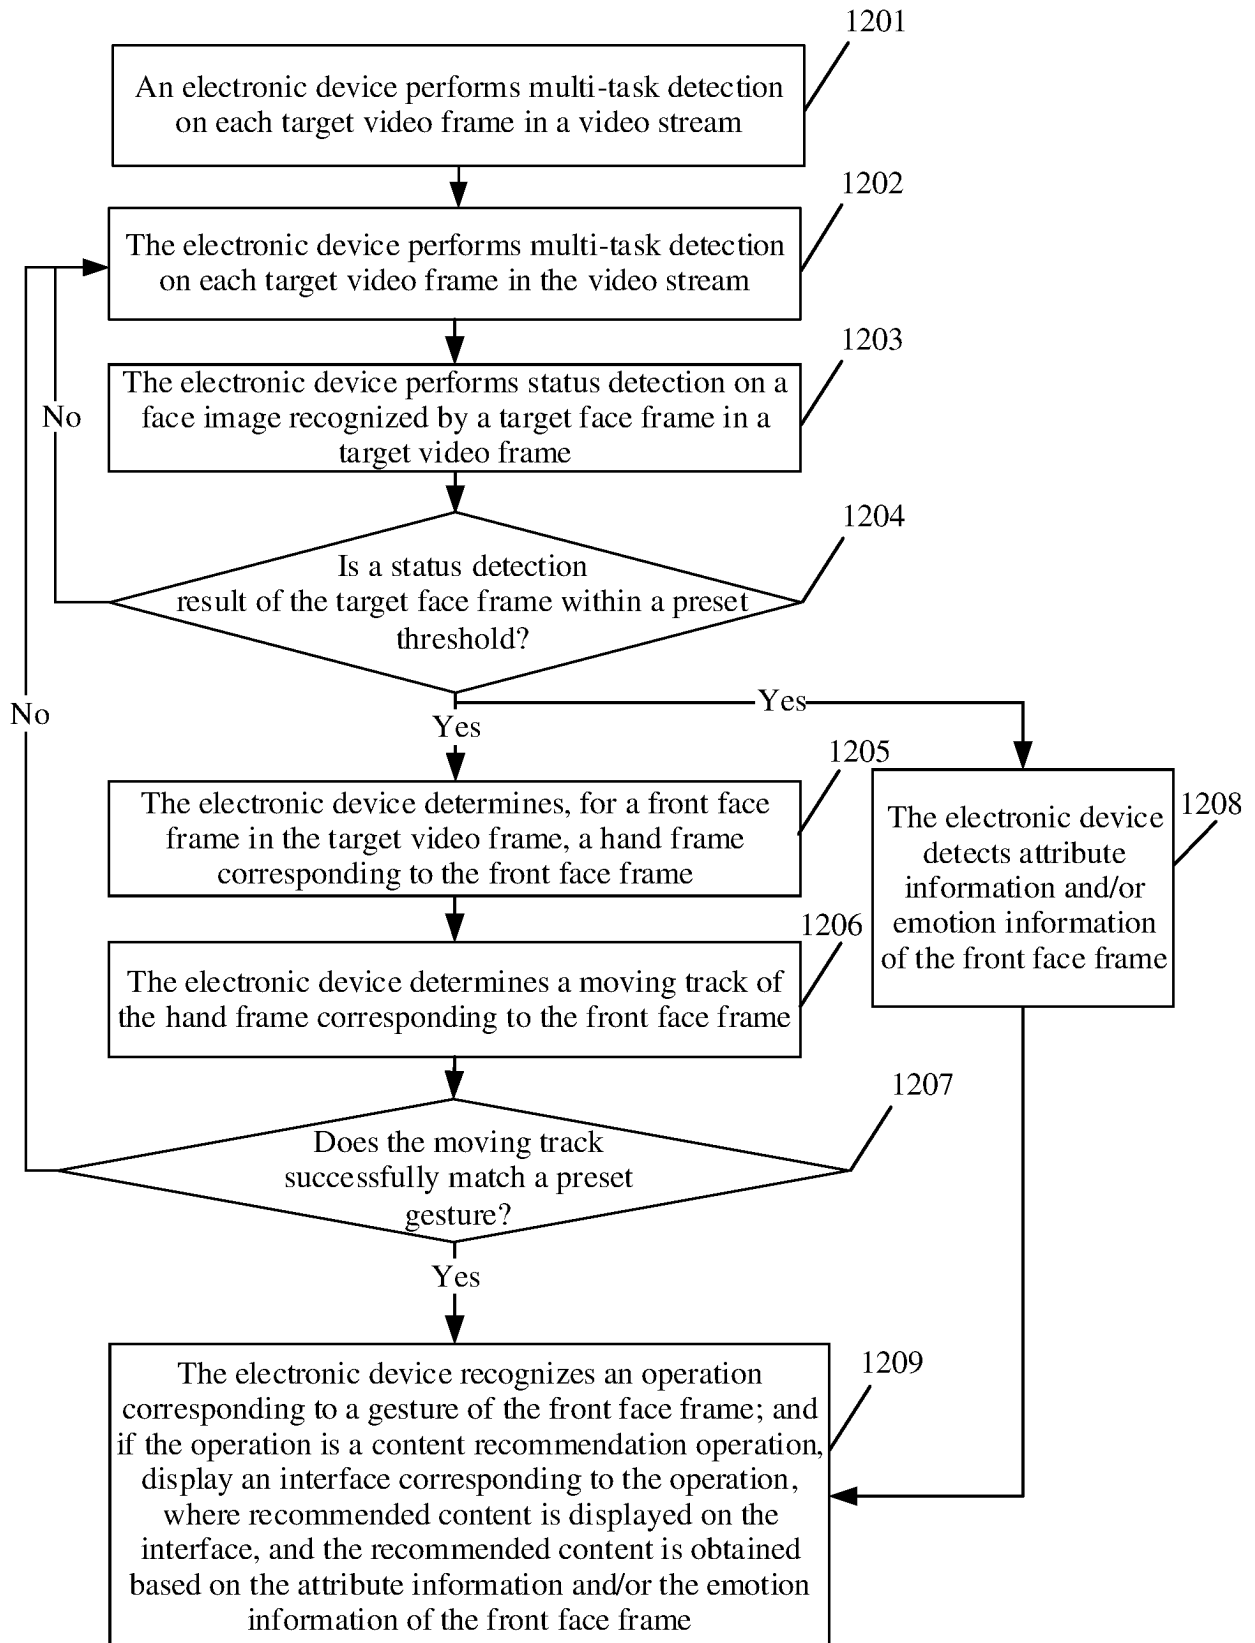 1201
An electronic device performs multi-task detection
on each target video frame in a video stream
1202
The electronic device performs multi-task detection
on each target video frame in the video stream
1203
The electronic device performs status detection on a
face image recognized by a target face frame in a
target video frame
No
1204
Is a status detection
result of the target face frame within a preset
threshold?
No
Yes
Yes
1205
The electronic device determines, for a front face
frame in the target video frame, a hand frame
corresponding to the front face frame
1208
The electronic device
detects attribute
information and/or
emotion information
of the front face frame
1206
The electronic device determines a moving track of
the hand frame corresponding to the front face frame
1207
Does the moving track
successfully match a preset
gesture?
Yes
1209
The electronic device recognizes an operation
corresponding to a gesture of the front face frame; and
if the operation is a content recommendation operation,
display an interface corresponding to the operation,
where recommended content is displayed on the
interface, and the recommended content is obtained
based on the attribute information and/or the emotion
information of the front face frame